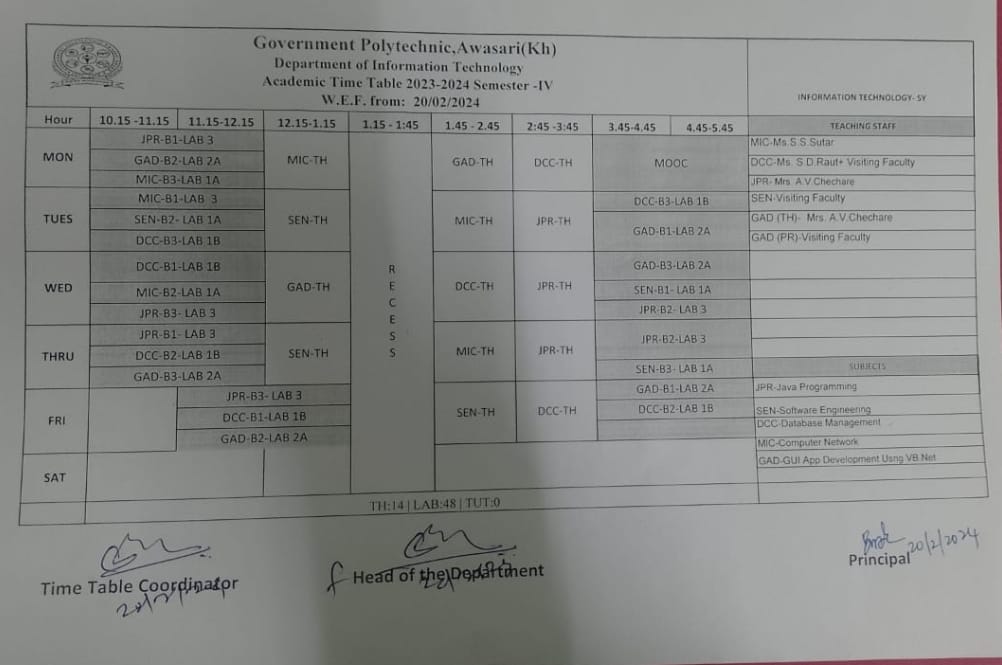 Government Polytechnic,Awasari(Kh)
Department of Information Technology
Academic Time Table 2023-2024 Semester -IV
W.E.F. from: 20/02/2024
INFORMATION TECHNOLOGY- SY
Hour 10.15 -11.15 11.15-12.15 12.15-1.15 1.15 - 1:45 1.45 - 2.45 2:45 -3:45 3.45-4.45 4.45-5.45 TEACHING STAFF
MON
JPR-B1-LAB 3
GAD-B2-LAB 2A
MIC-B3-LAB 1A
MIC-TH
GAD-TH
DCC-TH
MOOC
MIC-Ms.S.S.Sutar
DCC-Ms. S.D.Raut+ Visiting Faculty
JPR- Mrs. A.V.Chechare
TUES
MIC-B1-LAB 3
SEN-B2- LAB 1A
DCC-B3-LAB 1B
SEN-TH
MIC-TH
JPR-TH
DCC-B3-LAB 1B
GAD-B1-LAB 2A
SEN-Visiting Faculty
GAD (TH)- Mrs. A.V.Chechare
GAD (PR)-Visiting Faculty
WED
DCC-B1-LAB 1B
MIC-B2-LAB 1A
JPR-B3- LAB 3
GAD-TH
RECESS
DCC-TH
JPR-TH
GAD-B3-LAB 2A
SEN-B1- LAB 1A
JPR-B2- LAB 3
THRU
JPR-B1- LAB 3
DCC-B2-LAB 1B
GAD-B3-LAB 2A
SEN-TH
MIC-TH
JPR-TH
JPR-B2-LAB 3
SEN-B3- LAB 1A
SUBJECTS
FRI
JPR-B3- LAB 3
DCC-B1-LAB 1B
GAD-B2-LAB 2A
SEN-TH
DCC-TH
GAD-B1-LAB 2A
DCC-B2-LAB 1B
JPR-Java Programming
SEN-Software Engineering
DCC-Database Management
MIC-Computer Network
GAD-GUI App Development Usng VB.Net
SAT
TH:14 | LAB:48 | TUT:0
Time Table Coordinator
Head of the Department
20/2/2024
Principal